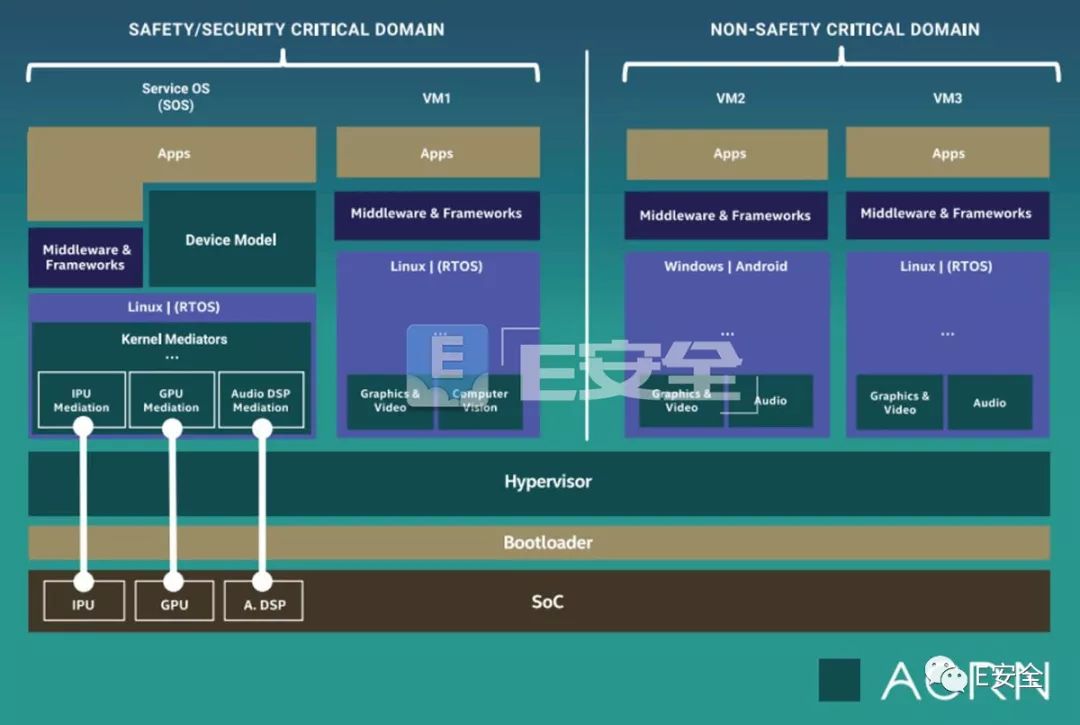 SAFETY/SECURITY CRITICAL DOMAIN
NON-SAFETY CRITICAL DOMAIN
Service OS
(SOS)
VM1
VM2
VM3
Apps
Apps
Apps
Apps
Middleware &
Frameworks
Device Model
Middleware & Frameworks
Middleware & Frameworks
Middleware & Frameworks
Linux | (RTOS)
Kernel Mediators
...
IPU
Mediation
GPU
Mediation
Audio DSP
Mediation
Linux | (RTOS)
...
Graphics &
Video
Computer
Vision
Windows | Android
...
Graphics &
Video
Audio
Linux | (RTOS)
...
Graphics &
Video
Audio
E
E安全
Hypervisor
Bootloader
IPU
GPU
A. DSP
SoC
ACRN
E安全